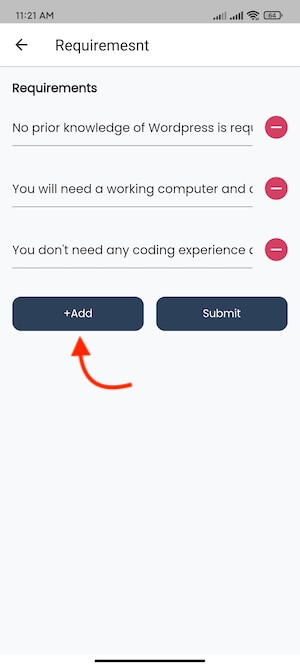 11:21 AM
64
Requiremesnt
Requirements
No prior knowledge of Wordpress is requ
You will need a working computer and
You don't need any coding experience
+Add
Submit